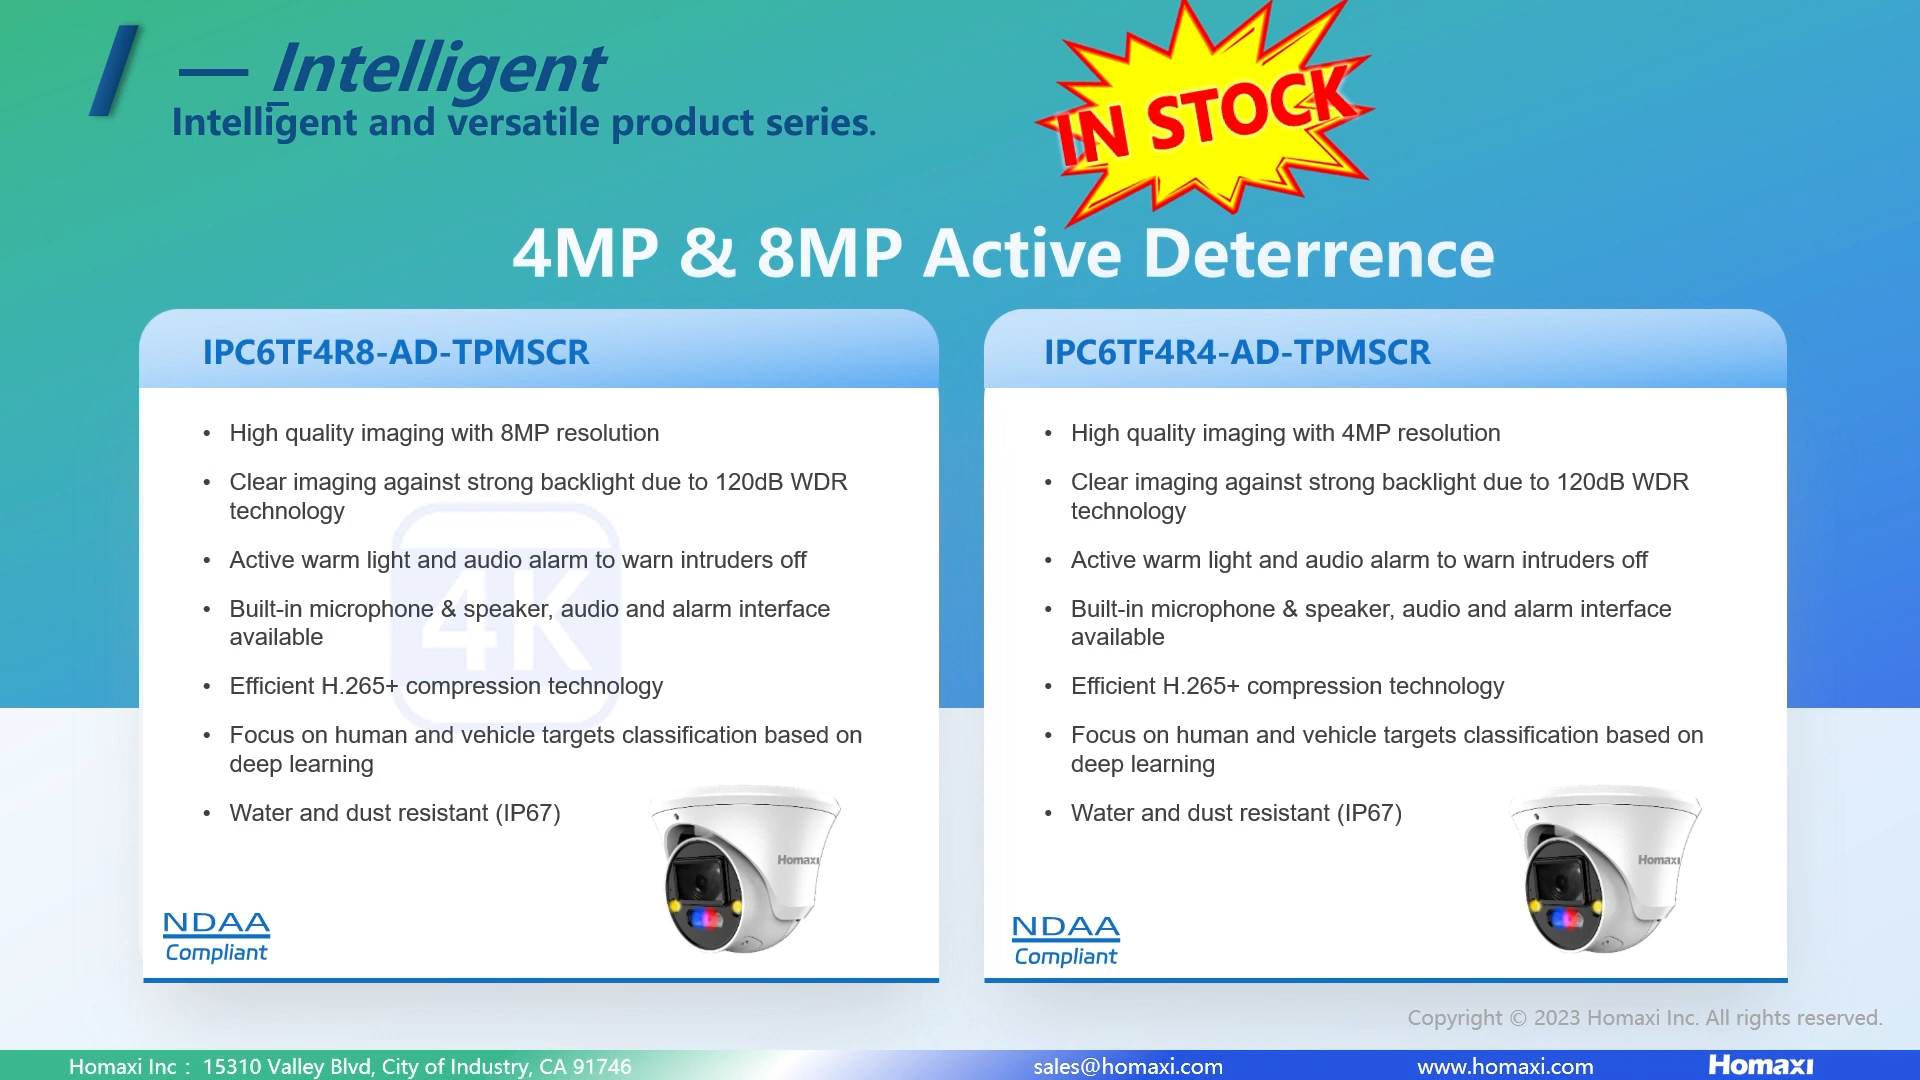 — Intelligent
Intelligent and versatile product series.
IN STOCK
4MP & 8MP Active Deterrence
IPC6TF4R8-AD-TPMSCR
• High quality imaging with 8MP resolution
• Clear imaging against strong backlight due to 120dB WDR
technology
• Active warm light and audio alarm to warn intruders off
• Built-in microphone & speaker, audio and alarm interface
available
• Efficient H.265+ compression technology
• Focus on human and vehicle targets classification based on
deep learning
• Water and dust resistant (IP67)
4K
Homaxi
NDAA
Compliant
IPC6TF4R4-AD-TPMSCR
• High quality imaging with 4MP resolution
• Clear imaging against strong backlight due to 120dB WDR
technology
• Active warm light and audio alarm to warn intruders off
• Built-in microphone & speaker, audio and alarm interface
available
• Efficient H.265+ compression technology
• Focus on human and vehicle targets classification based on
deep learning
• Water and dust resistant (IP67)
Homaxi
NDAA
Compliant
Copyright © 2023 Homaxi Inc. All rights reserved.
Homaxi Inc : 15310 Valley Blvd, City of Industry, CA 91746
sales@homaxi.com
www.homaxi.com
Homaxi